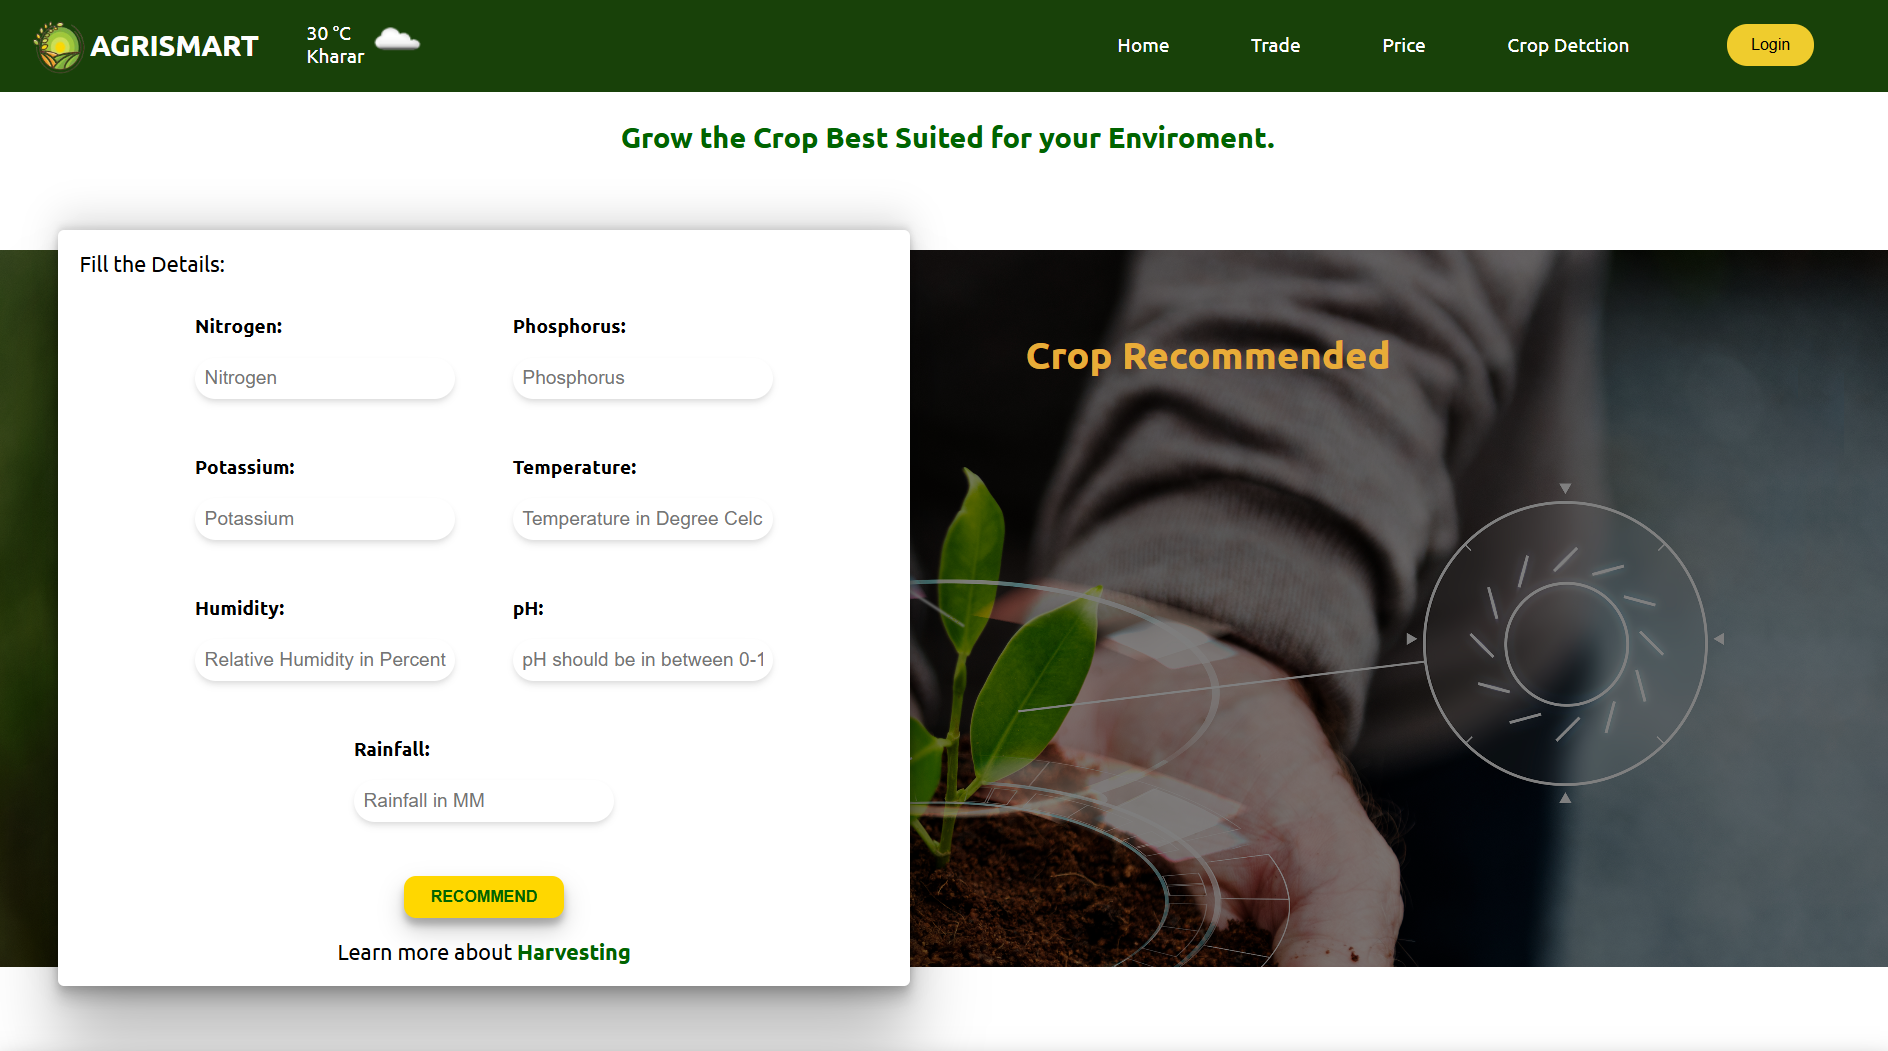 AGRISMART
30 °C
Kharar
Home
Trade
Price
Crop Detction
Login
Grow the Crop Best Suited for your Enviroment.
Fill the Details:
Nitrogen:
Phosphorus:
Nitrogen
Phosphorus
Potassium:
Temperature:
Potassium
Temperature in Degree Celc
Humidity:
pH:
Relative Humidity in Percent
pH should be in between 0-1
Rainfall:
Rainfall in MM
RECOMMEND
Learn more about Harvesting
Crop Recommended